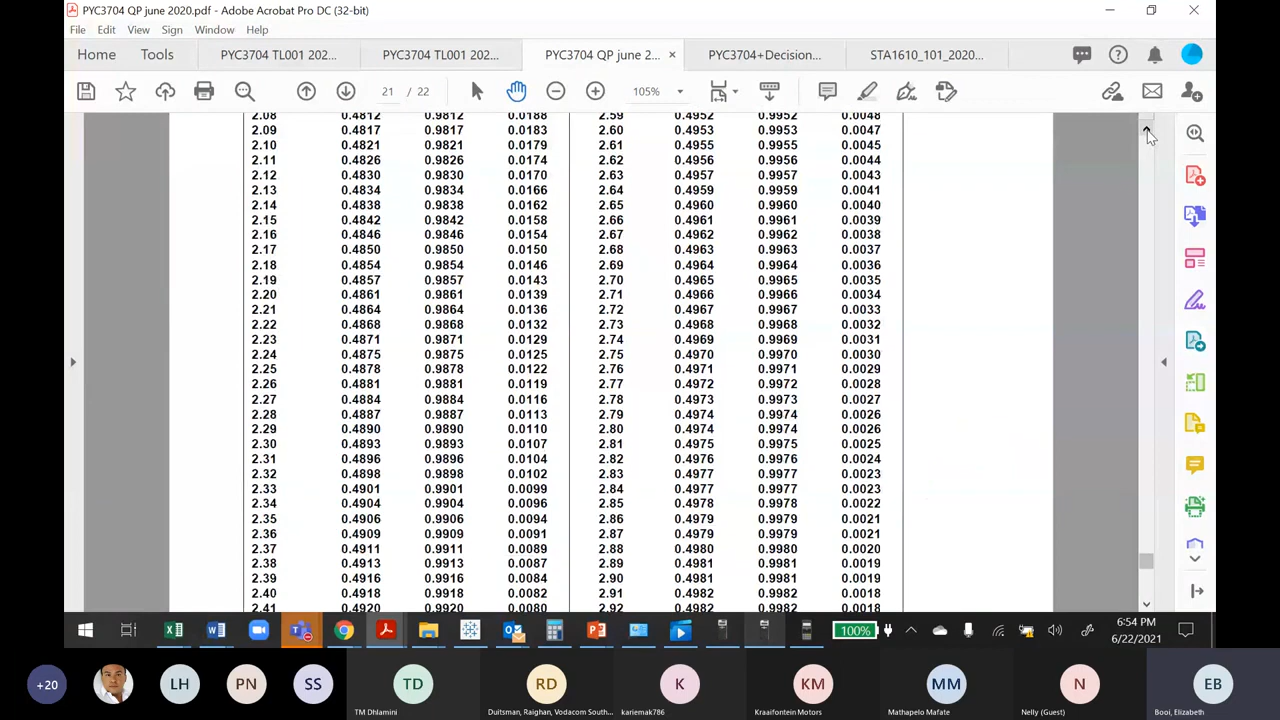 PYC3704 QP june 2020.pdf - Adobe Acrobat Pro DC (32-bit)
File Edit View Sign Window Help
Home Tools PYC3704 TL001 202... PYC3704 TL001 202... PYC3704 QP june 2... × PYC3704+Decision... STA1610_101_2020...
21 / 22 105%
2.08 0.4812 0.9812 0.0188 2.59 0.4952 0.9952 0.0048
2.09 0.4817 0.9817 0.0183 2.60 0.4953 0.9953 0.0047
2.10 0.4821 0.9821 0.0179 2.61 0.4955 0.9955 0.0045
2.11 0.4826 0.9826 0.0174 2.62 0.4956 0.9956 0.0044
2.12 0.4830 0.9830 0.0170 2.63 0.4957 0.9957 0.0043
2.13 0.4834 0.9834 0.0166 2.64 0.4959 0.9959 0.0041
2.14 0.4838 0.9838 0.0162 2.65 0.4960 0.9960 0.0040
2.15 0.4842 0.9842 0.0158 2.66 0.4961 0.9961 0.0039
2.16 0.4846 0.9846 0.0154 2.67 0.4962 0.9962 0.0038
2.17 0.4850 0.9850 0.0150 2.68 0.4963 0.9963 0.0037
2.18 0.4854 0.9854 0.0146 2.69 0.4964 0.9964 0.0036
2.19 0.4857 0.9857 0.0143 2.70 0.4965 0.9965 0.0035
2.20 0.4861 0.9861 0.0139 2.71 0.4966 0.9966 0.0034
2.21 0.4864 0.9864 0.0136 2.72 0.4967 0.9967 0.0033
2.22 0.4868 0.9868 0.0132 2.73 0.4968 0.9968 0.0032
2.23 0.4871 0.9871 0.0129 2.74 0.4969 0.9969 0.0031
2.24 0.4875 0.9875 0.0125 2.75 0.4970 0.9970 0.0030
2.25 0.4878 0.9878 0.0122 2.76 0.4971 0.9971 0.0029
2.26 0.4881 0.9881 0.0119 2.77 0.4972 0.9972 0.0028
2.27 0.4884 0.9884 0.0116 2.78 0.4973 0.9973 0.0027
2.28 0.4887 0.9887 0.0113 2.79 0.4974 0.9974 0.0026
2.29 0.4890 0.9890 0.0110 2.80 0.4974 0.9974 0.0026
2.30 0.4893 0.9893 0.0107 2.81 0.4975 0.9975 0.0025
2.31 0.4896 0.9896 0.0104 2.82 0.4976 0.9976 0.0024
2.32 0.4898 0.9898 0.0102 2.83 0.4977 0.9977 0.0023
2.33 0.4901 0.9901 0.0099 2.84 0.4977 0.9977 0.0023
2.34 0.4904 0.9904 0.0096 2.85 0.4978 0.9978 0.0022
2.35 0.4906 0.9906 0.0094 2.86 0.4979 0.9979 0.0021
2.36 0.4909 0.9909 0.0091 2.87 0.4979 0.9979 0.0021
2.37 0.4911 0.9911 0.0089 2.88 0.4980 0.9980 0.0020
2.38 0.4913 0.9913 0.0087 2.89 0.4981 0.9981 0.0019
2.39 0.4916 0.9916 0.0084 2.90 0.4981 0.9981 0.0019
2.40 0.4918 0.9918 0.0082 2.91 0.4982 0.9982 0.0018
2.41 0.4920 0.9920 0.0080 2.92 0.4982 0.9982 0.0018
100% 6:54 PM
6/22/2021
+20 LH PN SS TD RD K KM MM N EB
TM Dhlamini Duitsman, Raighan, Vodacom South... kariemak786 Kraaifontein Motors Mathapelo Mafate Nelly (Guest) Booi, Elizabeth